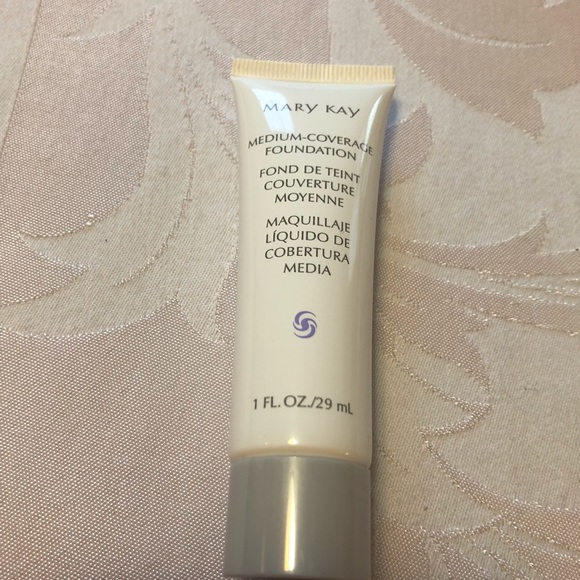 MARY KAY
MEDIUM-COVERAGE
FOUNDATION
FOND DE TEINT
COUVERTURE
MOYENNE
MAQUILLAJE
LÍQUIDO DE
COBERTURA
MEDIA
1 FL. OZ./29 mL